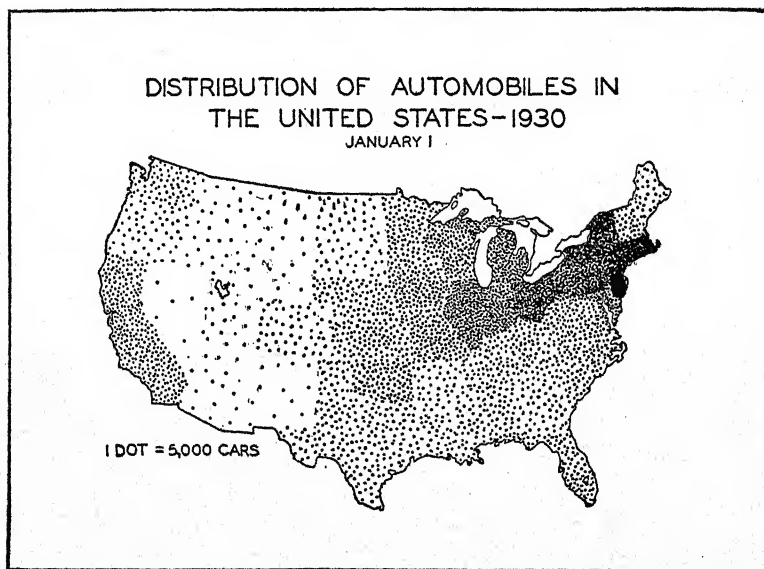 DISTRIBUTION OF AUTOMOBILES IN
THE UNITED STATES-1930
JANUARY 1
1 DOT = 5,000 CARS